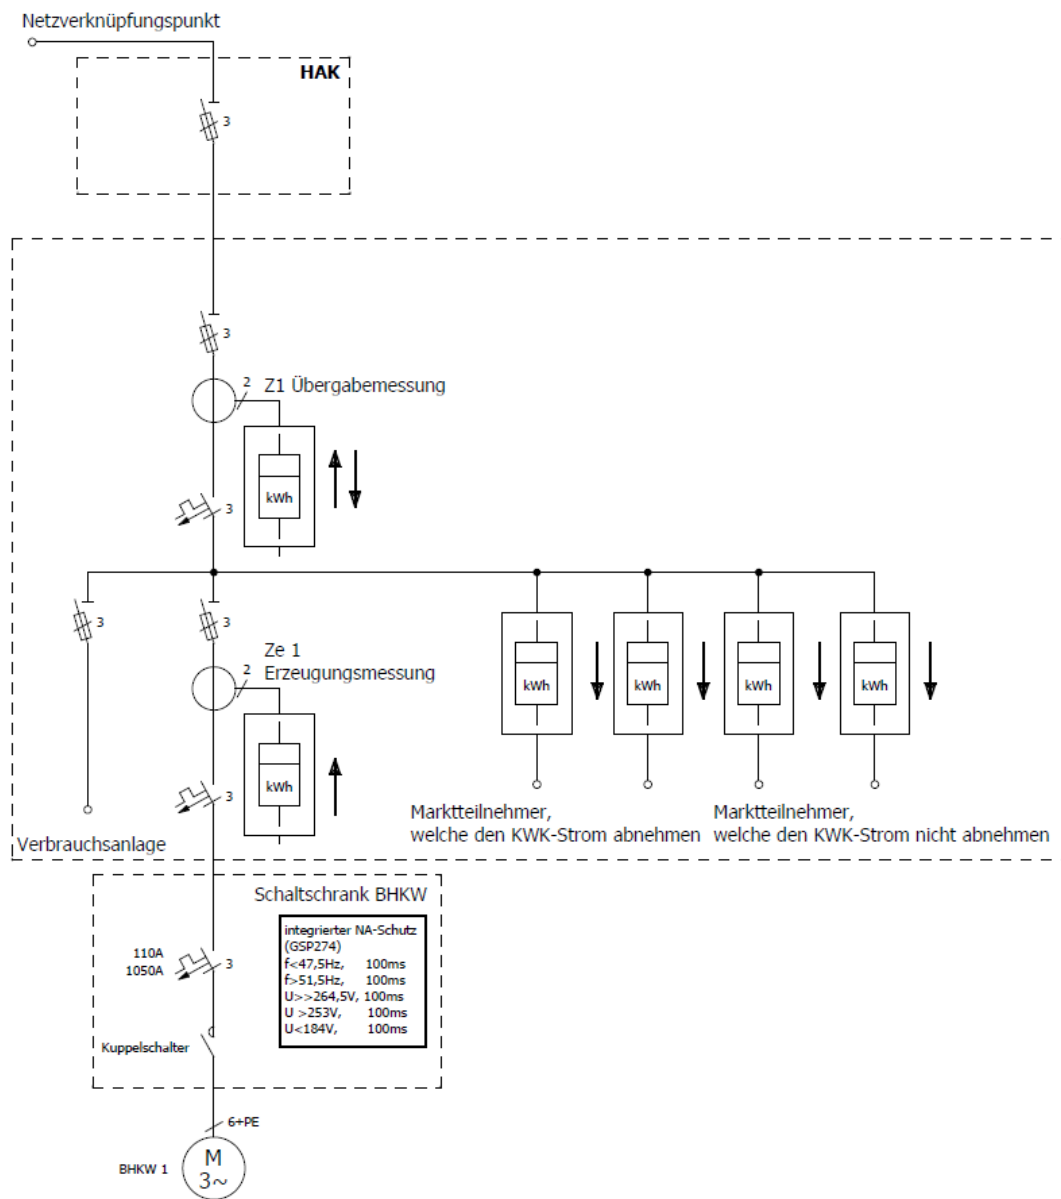 Netzverknüpfungspunkt
HAK
3
3
2
Z1 Übergabemessung
kWh
3
3
3
2
Ze 1
Erzeugungsmessung
kWh
3
kWh
kWh
kWh
kWh
Marktteilnehmer,
welche den KWK-Strom abnehmen
Marktteilnehmer,
welche den KWK-Strom nicht abnehmen
Verbrauchsanlage
Schaltschrank BHKW
integrierter NA-Schutz
(GSP274)
f<47,5Hz, 100ms
f>51,5Hz, 100ms
U>>264,5V, 100ms
U >253V, 100ms
U<184V, 100ms
110A
1050A
3
Kuppelschalter
6+PE
BHKW 1
M
3~